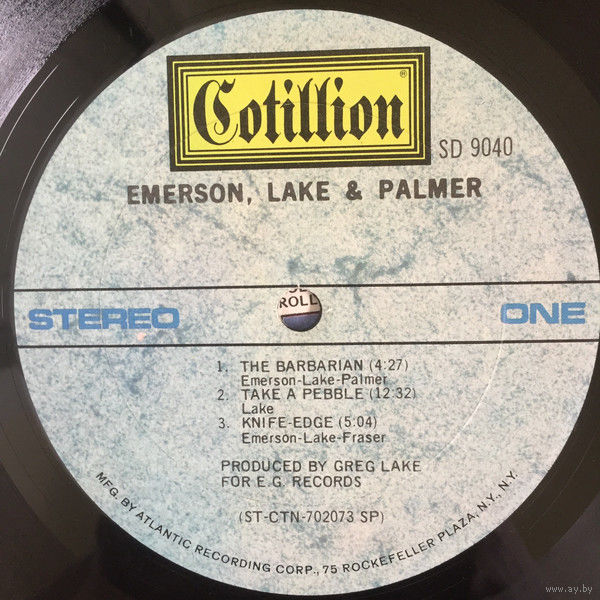 Cotillion ®
SD 9040
EMERSON, LAKE & PALMER
ROLL
STEREO
ONE
1. THE BARBARIAN (4:27)
Emerson-Lake-Palmer
2. TAKE A PEBBLE (12:32)
Lake
3. KNIFE-EDGE (5:04)
Emerson-Lake-Fraser
PRODUCED BY GREG LAKE
FOR E.G. RECORDS
(ST-CTN-702073 SP)
MFG. BY ATLANTIC RECORDING CORP., 75 ROCKEFELLER PLAZA, N.Y., N.Y.
www.ay.by